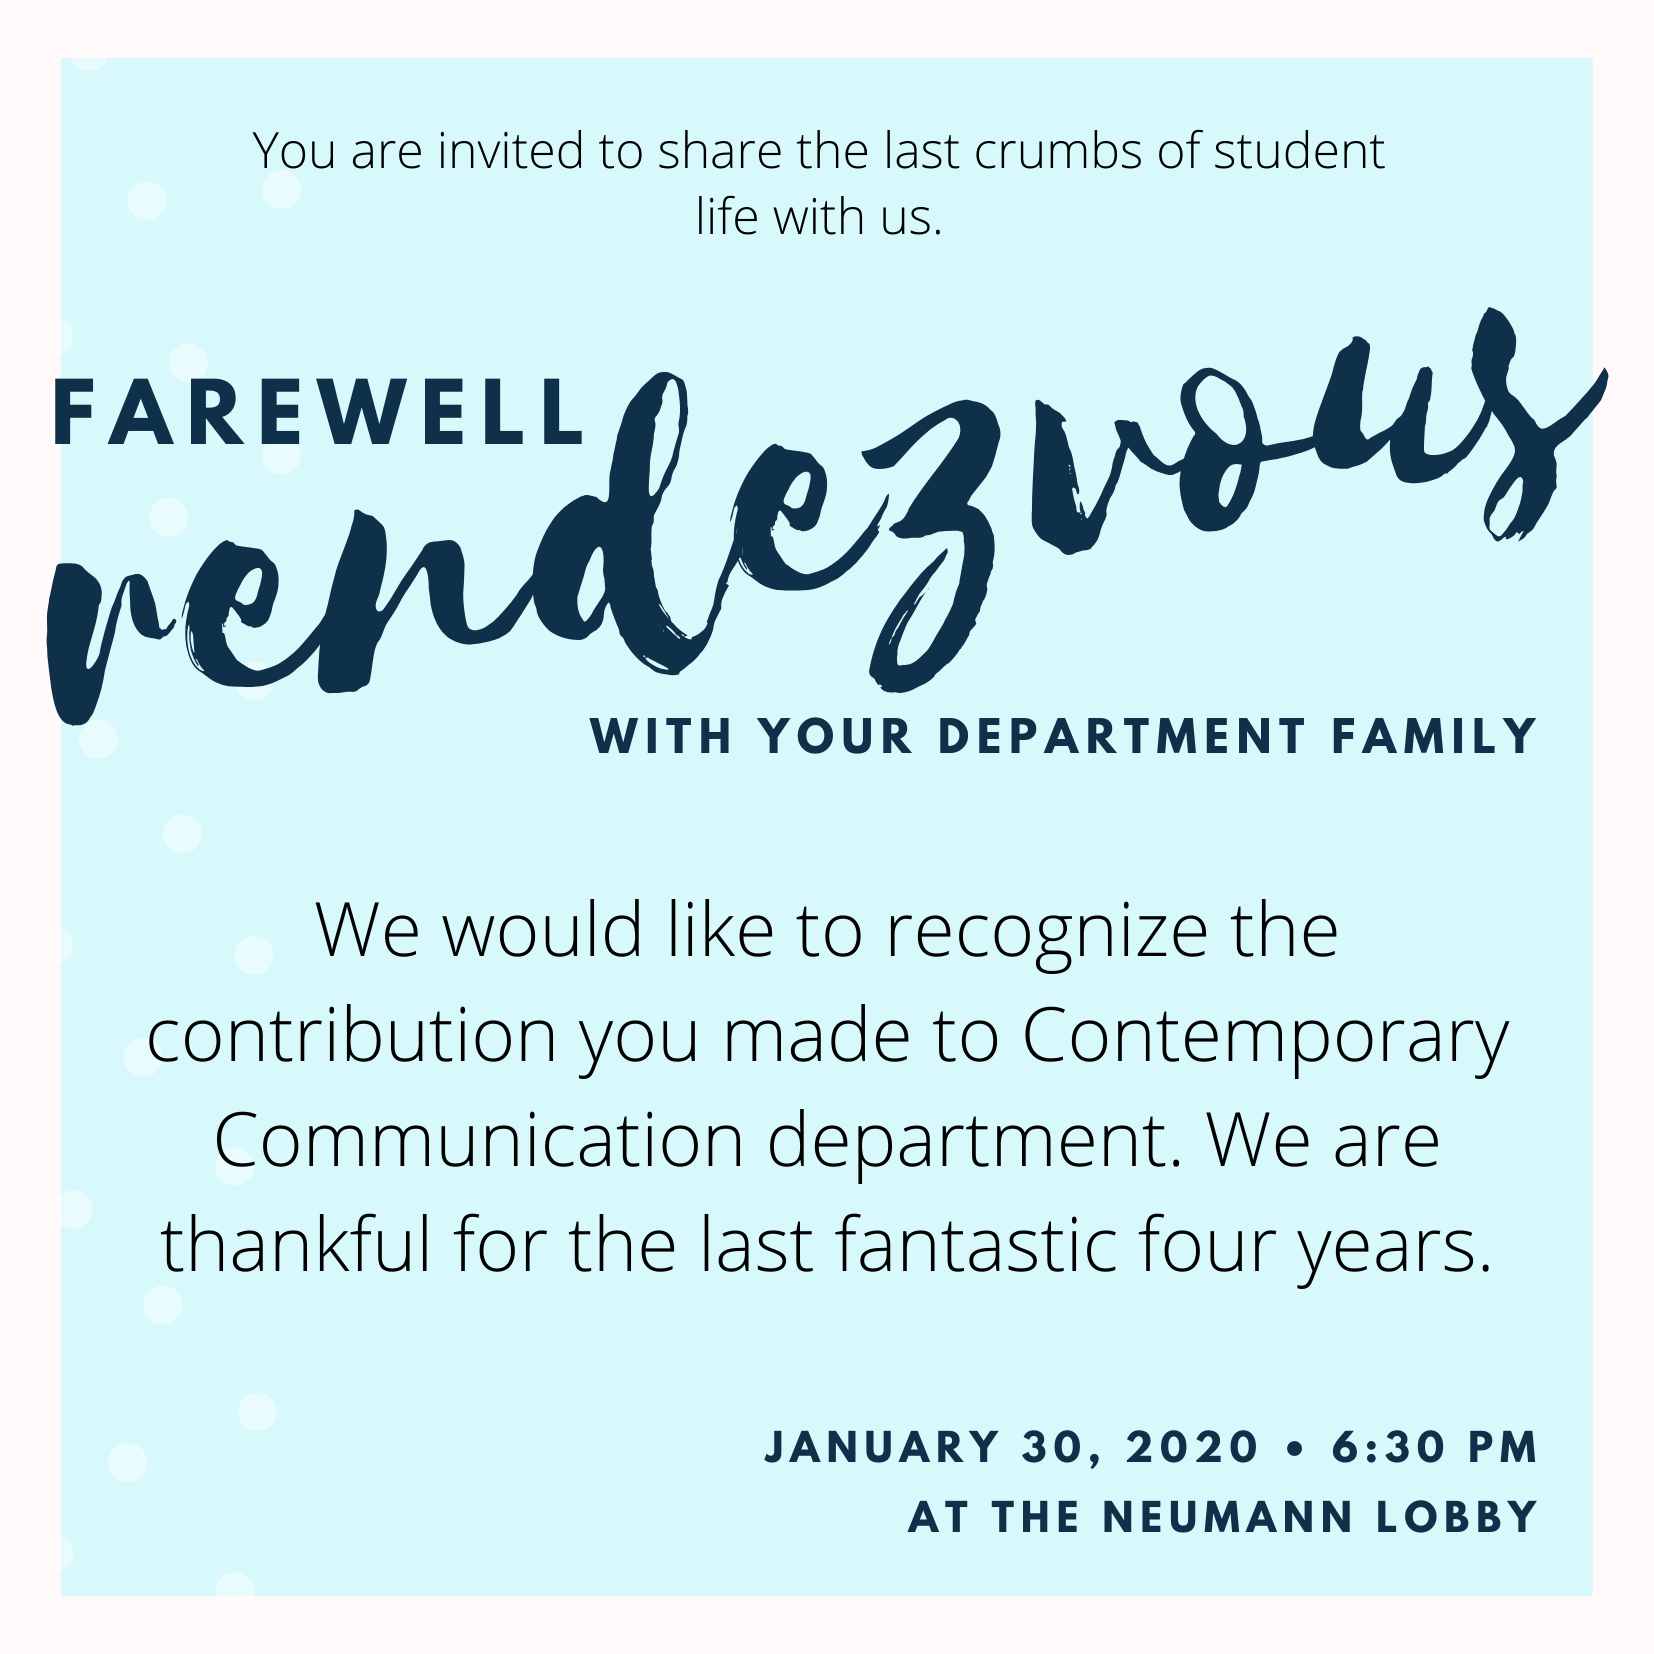 You are invited to share the last crumbs of student
life with us.
FAREWELL
rendezvous
WITH YOUR DEPARTMENT FAMILY
We would like to recognize the
contribution you made to Contemporary
Communication department. We are
thankful for the last fantastic four years.
JANUARY 30, 2020 • 6:30 PM
AT THE NEUMANN LOBBY